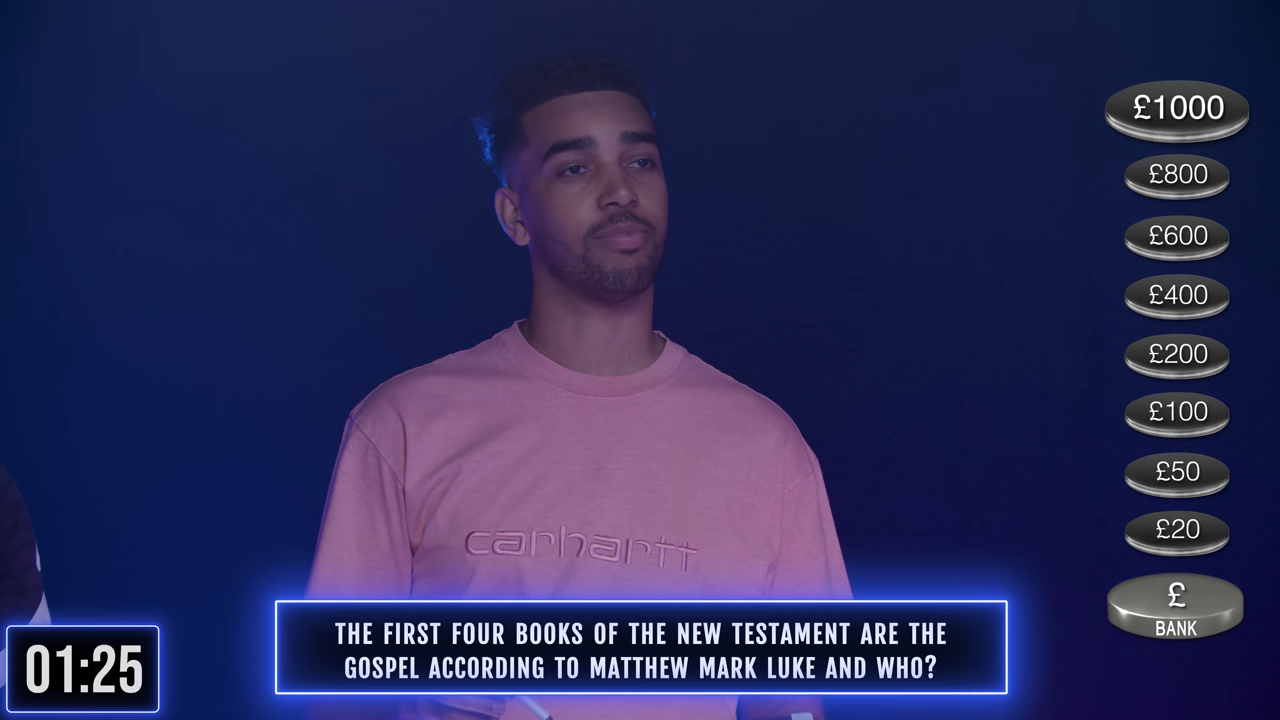 £1000
£800
£600
£400
£200
£100
£50
£20
£
BANK
carhartt
THE FIRST FOUR BOOKS OF THE NEW TESTAMENT ARE THE
GOSPEL ACCORDING TO MATTHEW MARK LUKE AND WHO?
01:25